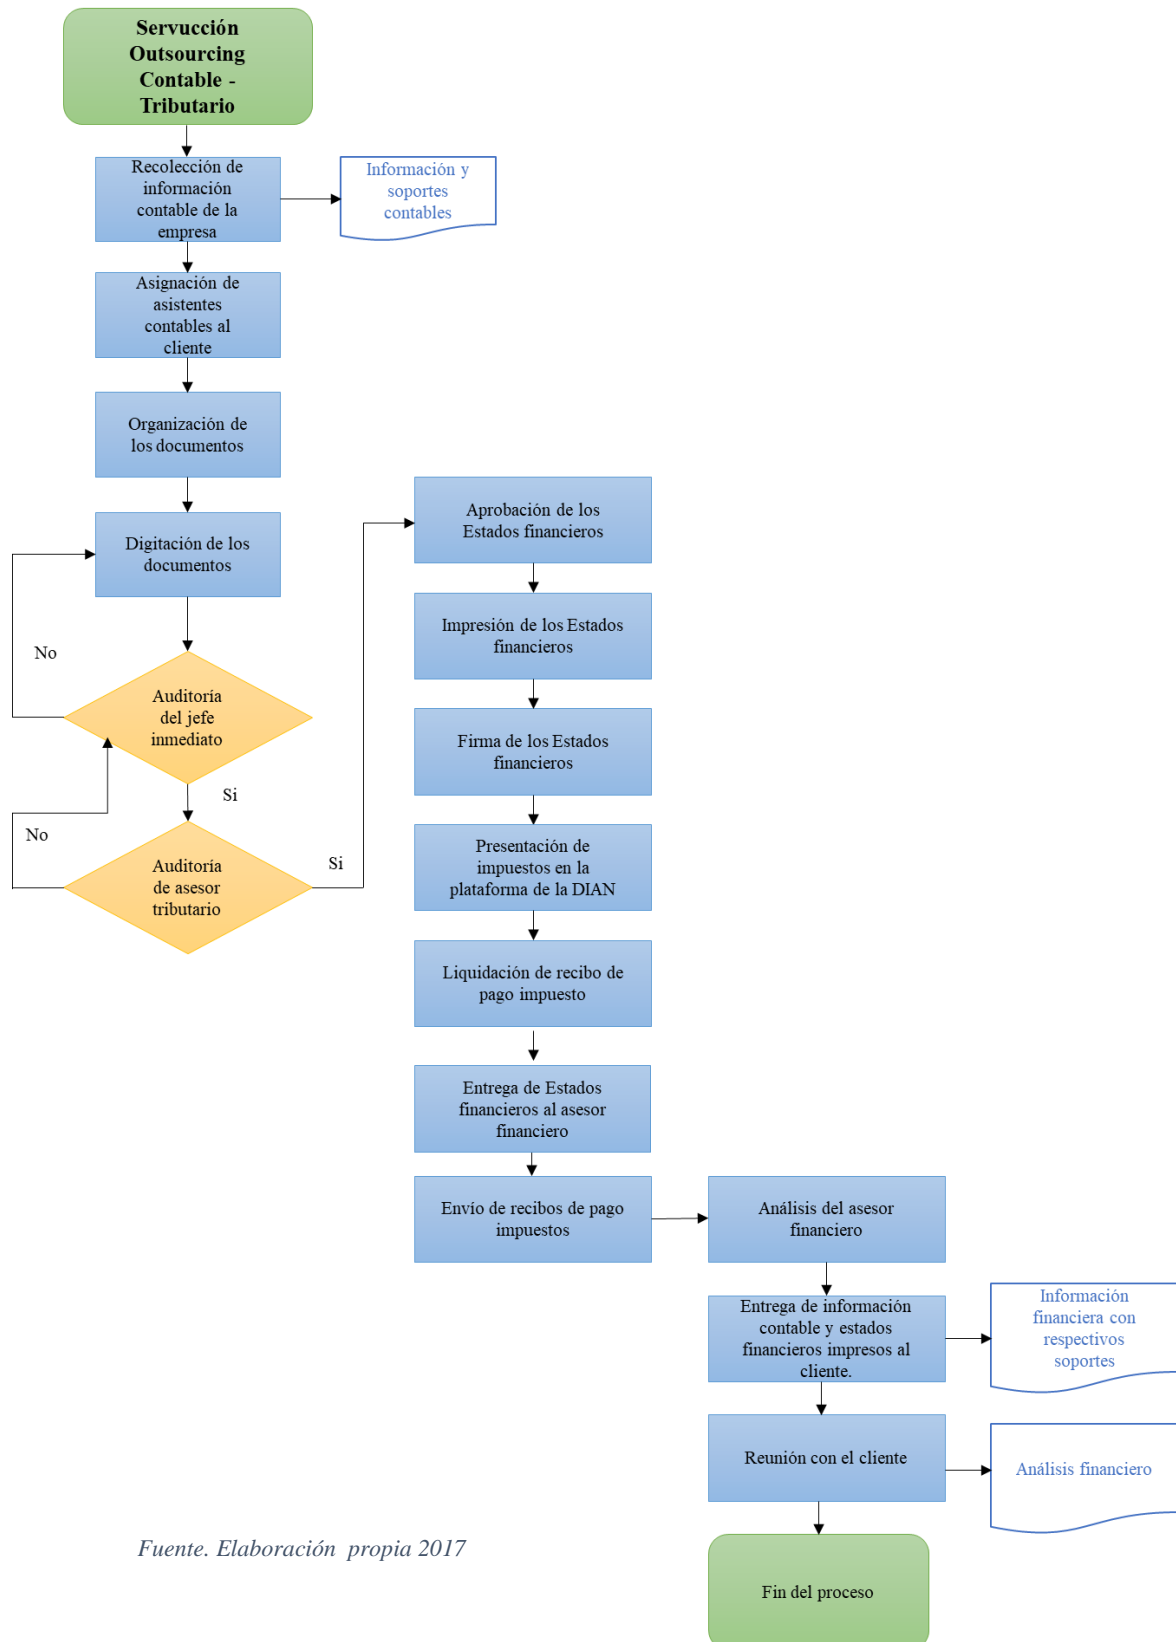 Servucción
Outsourcing
Contable -
Tributario
Recolección de
información
contable de la
empresa
Información y
soportes
contables
Asignación de
asistentes
contables al
cliente
Organización de
los documentos
Digitación de los
documentos
No
Auditoría
del jefe
inmediato
Si
No
Auditoría
de asesor
tributario
Si
Aprobación de los
Estados financieros
Impresión de los Estados
financieros
Firma de los Estados
financieros
Presentación de
impuestos en la
plataforma de la DIAN
Liquidación de recibo de
pago impuesto
Entrega de Estados
financieros al asesor
financiero
Envío de recibos de pago
impuestos
Análisis del asesor
financiero
Entrega de información
contable y estados
financieros impresos al
cliente.
Información
financiera con
respectivos
soportes
Reunión con el cliente
Análisis financiero
Fin del proceso
Fuente. Elaboración propia 2017